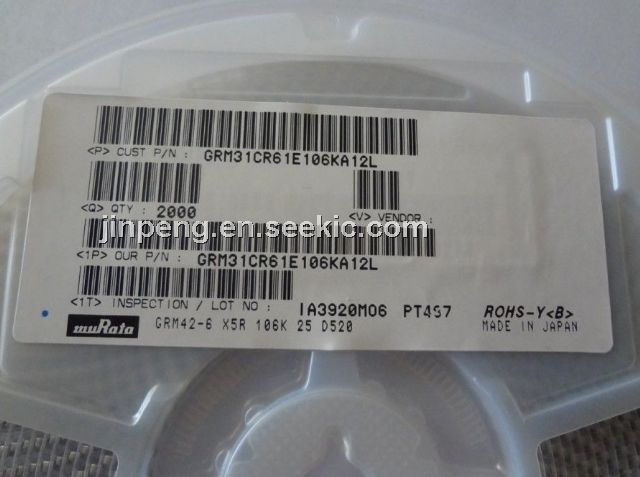 <P> CUST P/N : GRM31CR61E106KA12L
<Q> QTY : 2000 <V> VENDOR :
jinpeng.en.seekic.com
<1P> OUR P/N : GRM31CR61E106KA12L
<1T> INSPECTION / LOT NO : IA3920M06 PT4S7 ROHS-Y<B>
muRata GRM42-6 X5R 106K 25 D520 MADE IN JAPAN